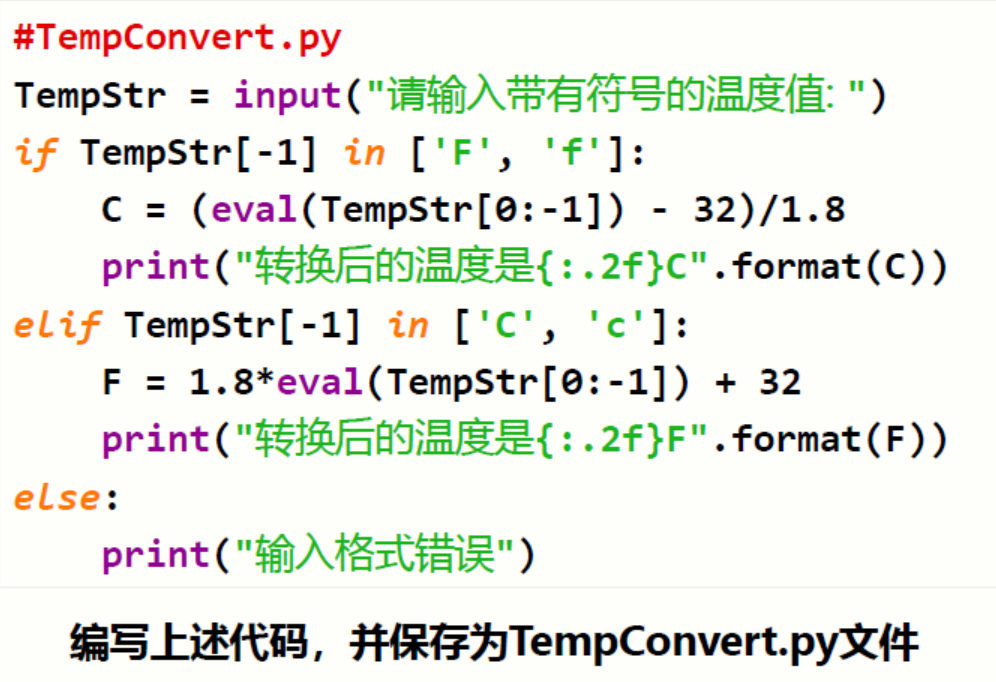 #TempConvert.py
TempStr = input("请输入带有符号的温度值: ")
if TempStr[-1] in ['F', 'f']:
    C = (eval(TempStr[0:-1]) - 32)/1.8
    print("转换后的温度是{:.2f}C".format(C))
elif TempStr[-1] in ['C', 'c']:
    F = 1.8*eval(TempStr[0:-1]) + 32
    print("转换后的温度是{:.2f}F".format(F))
else:
    print("输入格式错误")
编写上述代码，并保存为TempConvert.py文件